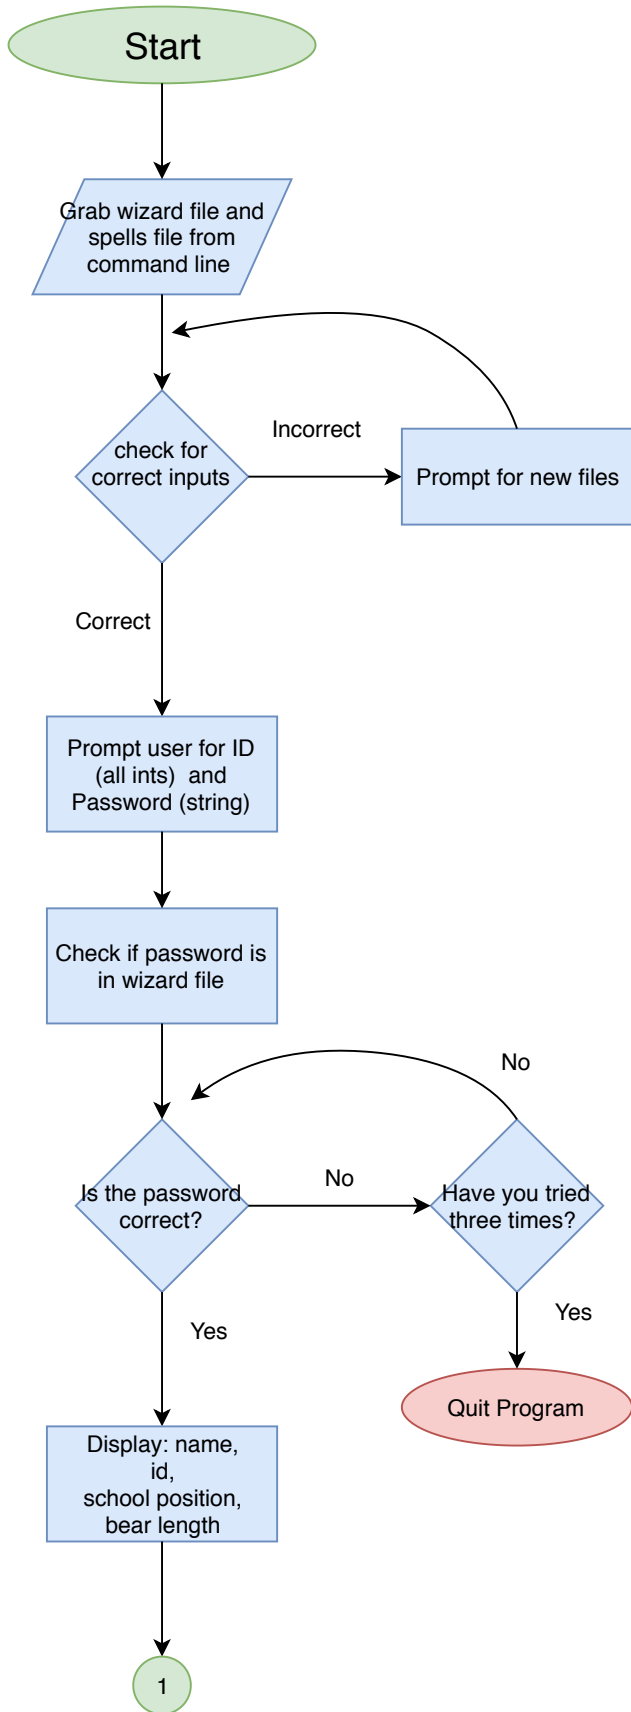 Start
Grab wizard file and
spells file from
command line
check for
correct inputs
Incorrect
Prompt for new files
Correct
Prompt user for ID
(all ints)  and
Password (string)
Check if password is
in wizard file
No
Is the password
correct?
No
Have you tried
three times?
Yes
Yes
Quit Program
Display: name,
id,
school position,
bear length
1